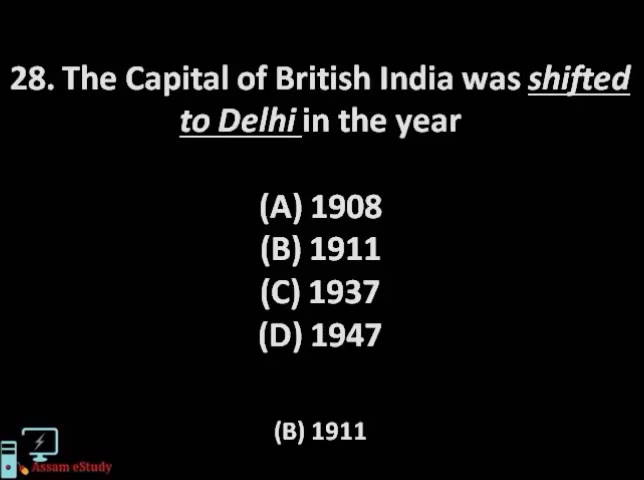 28. The Capital of British India was shifted
to Delhi in the year
(A) 1908
(B) 1911
(C) 1937
(D) 1947
(B) 1911
Assam eStudy